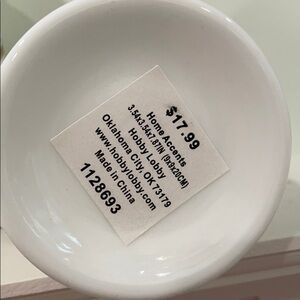 $17.99
Home Accents
3.54x3.54x7.87IN (9x9x20CM)
Hobby Lobby
Oklahoma City, OK 73179
www.hobbylobby.com
Made in China
1128693